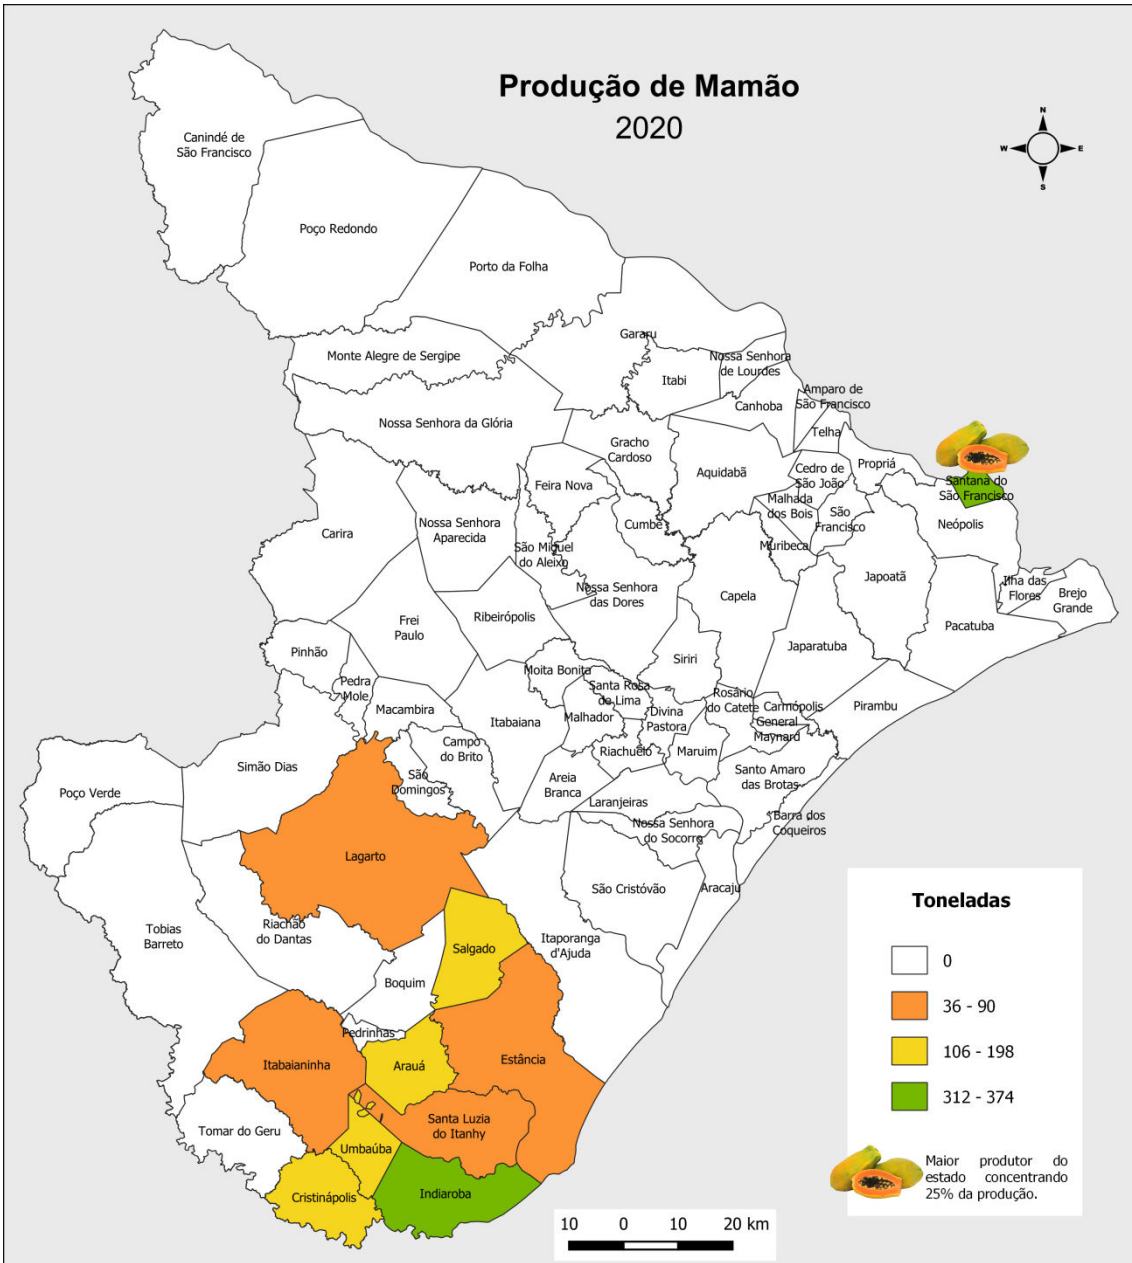 Produção de Mamão
2020
N
W
E
S
Canindé de
São Francisco
Poço Redondo
Porto da Folha
Gararu
Monte Alegre de Sergipe
Nossa Senhora
de Lourdes
Itabi
Amparo de
São Francisco
Canhoba
Nossa Senhora da Glória
Telha
Gracho
Cardoso
Propriá
Aquidabã
Cedro de
São João
Santana do
São Francisco
Feira Nova
Malhada
dos Bois
São
Francisco
Neópolis
Cumbe
Nossa Senhora
Aparecida
Carira
Muribeca
São Miguel
do Aleixo
Japoatã
Ilha das
Flores
Brejo
Grande
Nossa Senhora
das Dores
Capela
Ribeirópolis
Frei
Paulo
Pacatuba
Japaratuba
Pinhão
Siriri
Moita Bonita
Pedra
Mole
Santa Rosa
de Lima
Rosário
do Catete
Carmópolis
Pirambu
Macambira
Itabaiana
Malhador
Divina
Pastora
General
Maynard
Campo
do Brito
Riachuelo
Maruim
Simão Dias
Santo Amaro
das Brotas
São
Domingos
Areia
Branca
Poço Verde
Laranjeiras
Barra dos
Coqueiros
Nossa Senhora
do Socorro
Lagarto
São Cristóvão
Aracaju
Tobias
Barreto
Riachão
do Dantas
Itaporanga
d'Ajuda
Salgado
Boquim
Pedrinhas
Itabaianinha
Arauá
Estância
Santa Luzia
do Itanhy
Tomar do Geru
Umbaúba
Cristinápolis
Indiaroba
Toneladas
0
36 - 90
106 - 198
312 - 374
Maior produtor do
estado concentrando
25% da produção.
10 0 10 20 km